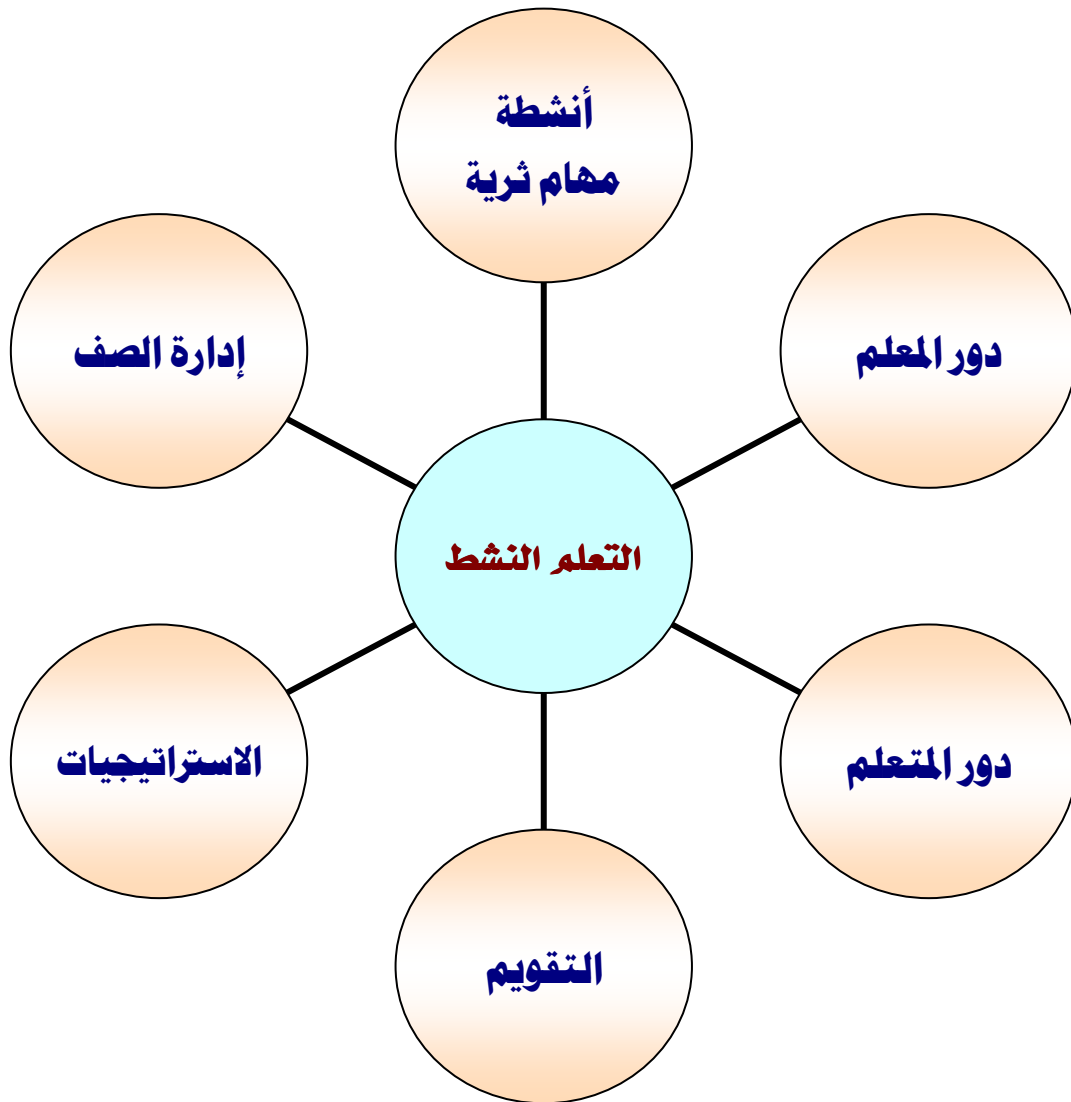 أنشطة
مهام ثرية
دور المعلم
إدارة الصف
التعلم النشط
دور المتعلم
الاستراتيجيات
التقويم